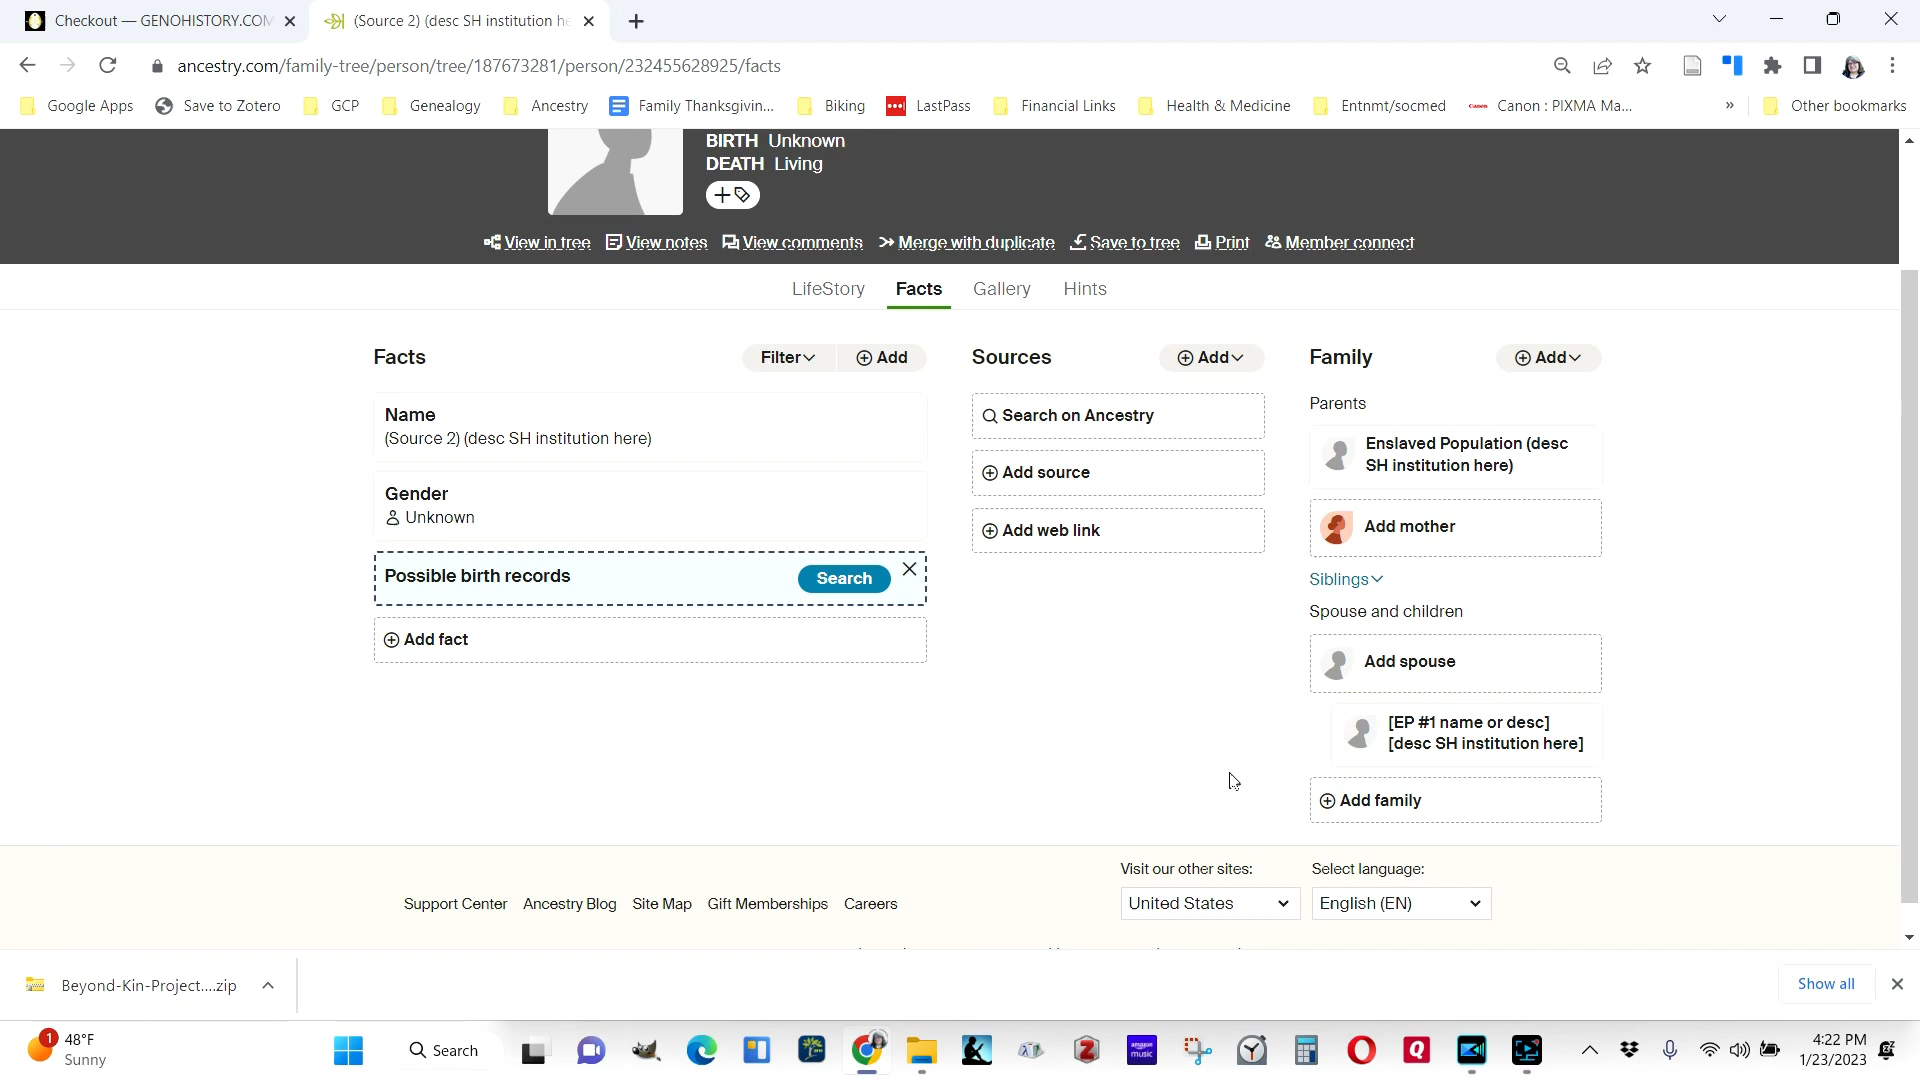 Checkout — GENOHISTORY.COM
(Source 2) (desc SH institution he
ancestry.com/family-tree/person/tree/187673281/person/232455628925/facts
Google Apps
Save to Zotero
GCP
Genealogy
Ancestry
Family Thanksgivin...
Biking
LastPass
Financial Links
Health & Medicine
Entnmt/socmed
Canon : PIXMA Ma...
»
Other bookmarks
BIRTH Unknown
DEATH Living
View in tree
View notes
View comments
Merge with duplicate
Save to tree
Print
Member connect
LifeStory
Facts
Gallery
Hints
Facts
Filter
Add
Name
(Source 2) (desc SH institution here)
Gender
Unknown
Possible birth records
Search
Add fact
Sources
Add
Search on Ancestry
Add source
Add web link
Family
Add
Parents
Enslaved Population (desc
SH institution here)
Add mother
Siblings
Spouse and children
Add spouse
[EP #1 name or desc]
[desc SH institution here]
Add family
Visit our other sites:
Select language:
Support Center
Ancestry Blog
Site Map
Gift Memberships
Careers
United States
English (EN)
Beyond-Kin-Project....zip
Show all
1
48°F
Sunny
Search
amazon
music
4:22 PM
1/23/2023